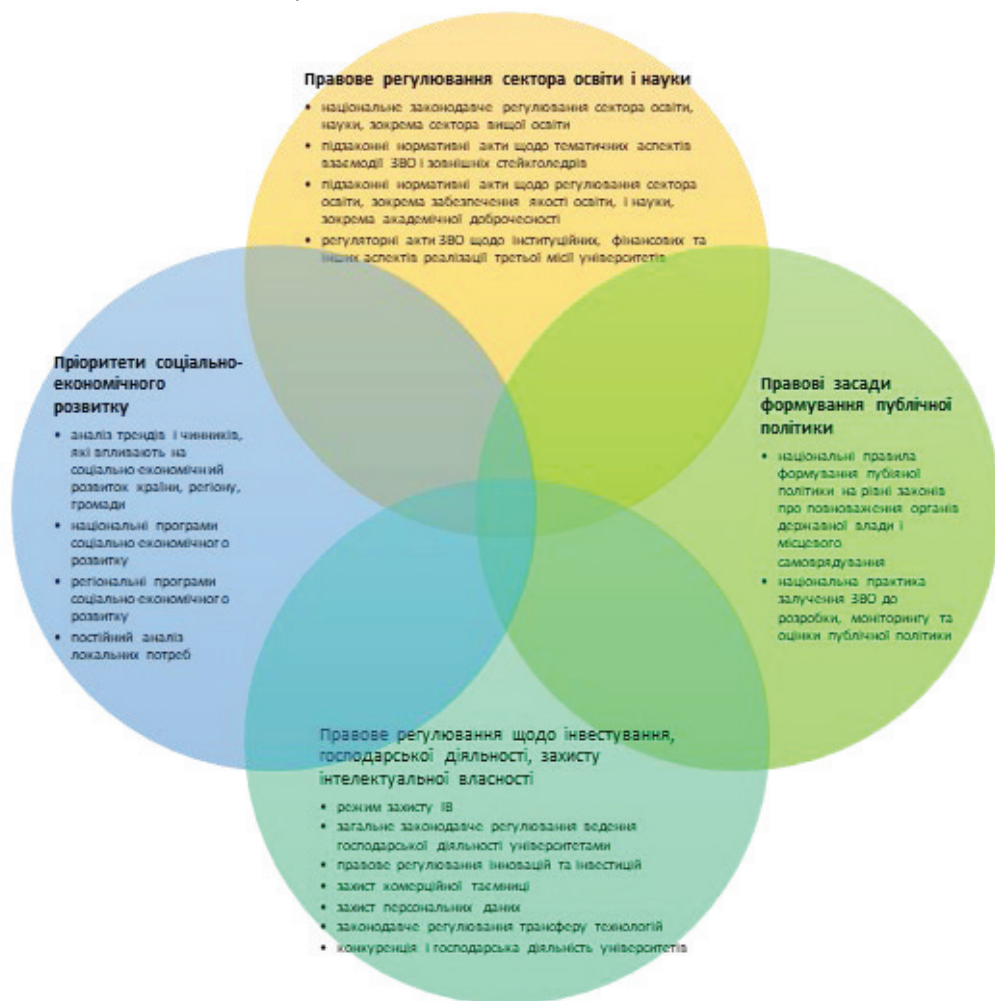 Правове регулювання сектора освіти і науки
• національне законодавче регулювання сектора освіти,
науки, зокрема сектора вищої освіти
• підзаконні нормативні акти щодо тематичних аспектів
взаємодії ЗВО і зовнішніх стейкголедрів
• підзаконні нормативні акти щодо регулювання сектора
освіти, зокрема забезпечення якості освіти, і науки,
зокрема академічної доброчесності
• регуляторні акти ЗВО щодо інституційних, фінансових та
інших аспектів реалізації третьої місії університетів
Пріоритети соціально-
економічного
розвитку
• аналіз трендів і чинників,
які впливають на
соціально-економічний
розвиток країни, регіону,
громади
• національні програми
соціально-економічного
розвитку
• регіональні програми
соціально-економічного
розвитку
• постійний аналіз
локальних потреб
Правові засади
формування публічної
політики
• національні правила
формування публіяної
політики на рівні законів
про повноваження органів
державної влади і
місцевого
самоврядування
• національна практика
залучення ЗВО до
розробки, моніторингу та
оцінки публічної політики
Правове регулювання щодо інвестування,
господарської діяльності, захисту
інтелектуальної власності
• режим захисту ІВ
• загальне законодавче регулювання ведення
господарської діяльності університетами
• правове регулювання інновацій та інвестицій
• захист комерційної таємниці
• захист персональних даних
• законодавче регулювання трансферу технологій
• конкуренція і господарська діяльність університетів